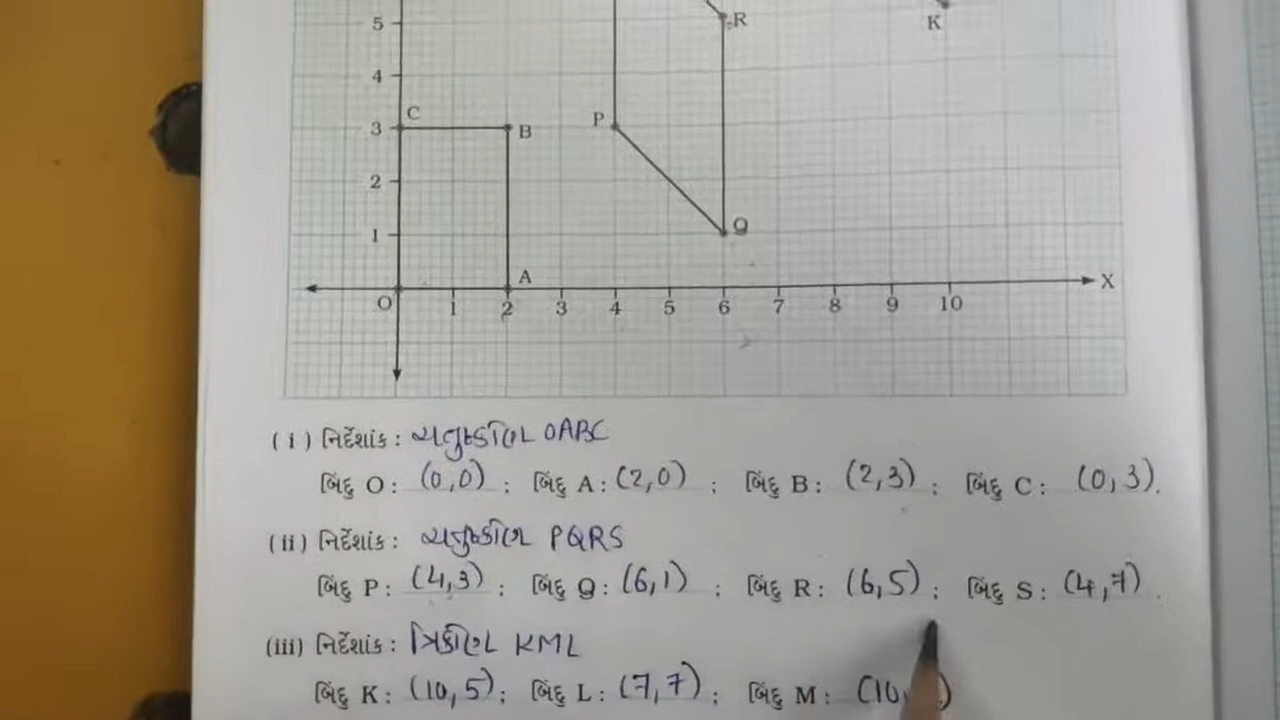 5 R K
4
C
3 B P
2
1 Q
A
O 1 2 3 4 5 6 7 8 9 10 X
(i) નિર્દેશાંક : ચતુષ્કોણ OABC
બિંદુ O: (0,0) ; બિંદુ A: (2,0) ; બિંદુ B: (2,3) ; બિંદુ C: (0,3).
(ii) નિર્દેશાંક : ચતુષ્કોણ PQRS
બિંદુ P: (4,3) ; બિંદુ Q: (6,1) ; બિંદુ R: (6,5) ; બિંદુ S: (4,7).
(iii) નિર્દેશાંક : ત્રિકોણ KML
બિંદુ K: (10,5) ; બિંદુ L: (7,7) ; બિંદુ M: (10,